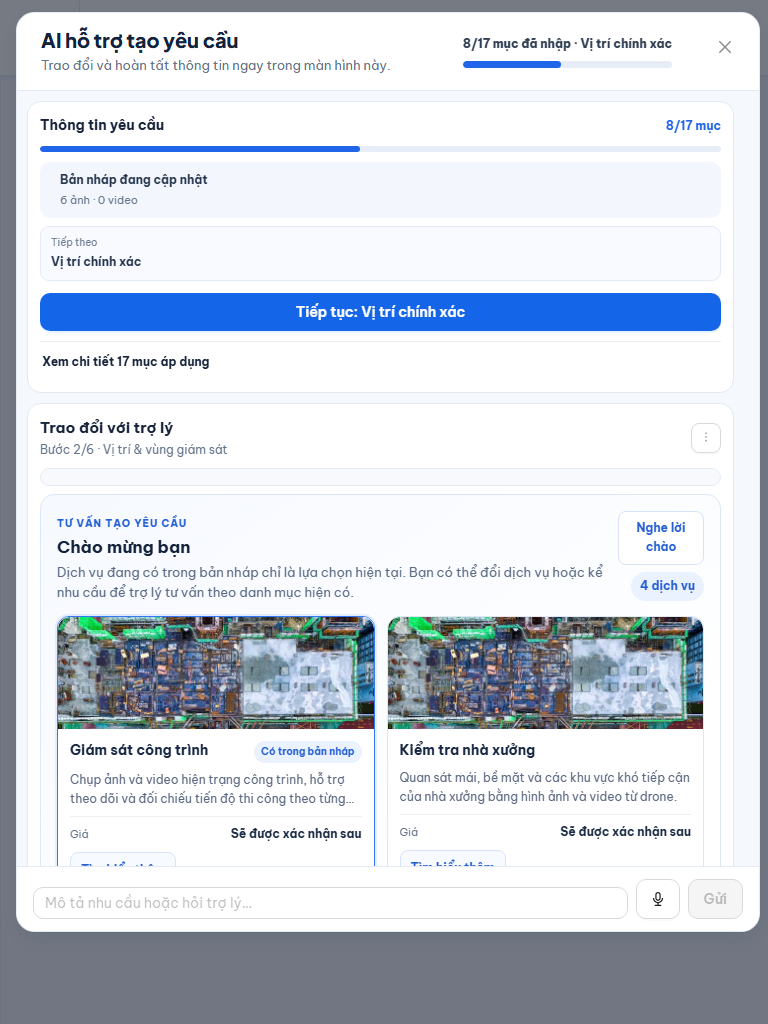 AI hỗ trợ tạo yêu cầu
Trao đổi và hoàn tất thông tin ngay trong màn hình này.
8/17 mục đã nhập · Vị trí chính xác
Thông tin yêu cầu
8/17 mục
Bản nháp đang cập nhật
6 ảnh · 0 video
Tiếp theo
Vị trí chính xác
Tiếp tục: Vị trí chính xác
Xem chi tiết 17 mục áp dụng
Trao đổi với trợ lý
Bước 2/6 · Vị trí & vùng giám sát
TƯ VẤN TẠO YÊU CẦU
Chào mừng bạn
Dịch vụ đang có trong bản nháp chỉ là lựa chọn hiện tại. Bạn có thể đổi dịch vụ hoặc kể
nhu cầu để trợ lý tư vấn theo danh mục hiện có.
Nghe lời
chào
4 dịch vụ
Giám sát công trình
Có trong bản nháp
Chụp ảnh và video hiện trạng công trình, hỗ trợ
theo dõi và đối chiếu tiến độ thi công theo từng...
Giá
Sẽ được xác nhận sau
Kiểm tra nhà xưởng
Quan sát mái, bề mặt và các khu vực khó tiếp cận
của nhà xưởng bằng hình ảnh và video từ drone.
Giá
Sẽ được xác nhận sau
Tìm hiểu thêm
Mô tả nhu cầu hoặc hỏi trợ lý...
Gửi